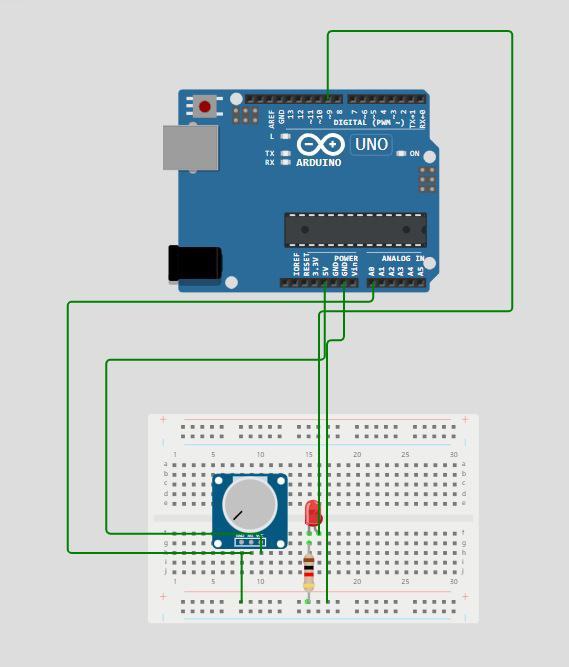 AREF
GND
13
12
~11
~10
~9
8
7
~6
~5
4
~3
2
TX→1
RX←0
DIGITAL (PWM ~)
L
TX
RX
UNO
ARDUINO
ON
IOREF
RESET
3.3V
5V
GND
GND
Vin
POWER
ANALOG IN
A0
A1
A2
A3
A4
A5
+ +
1 5 10 15 20 25 30
a a
b b
c c
d d
e e
f f
g g
h h
i i
j j
1 5 10 15 20 25 30
+ +